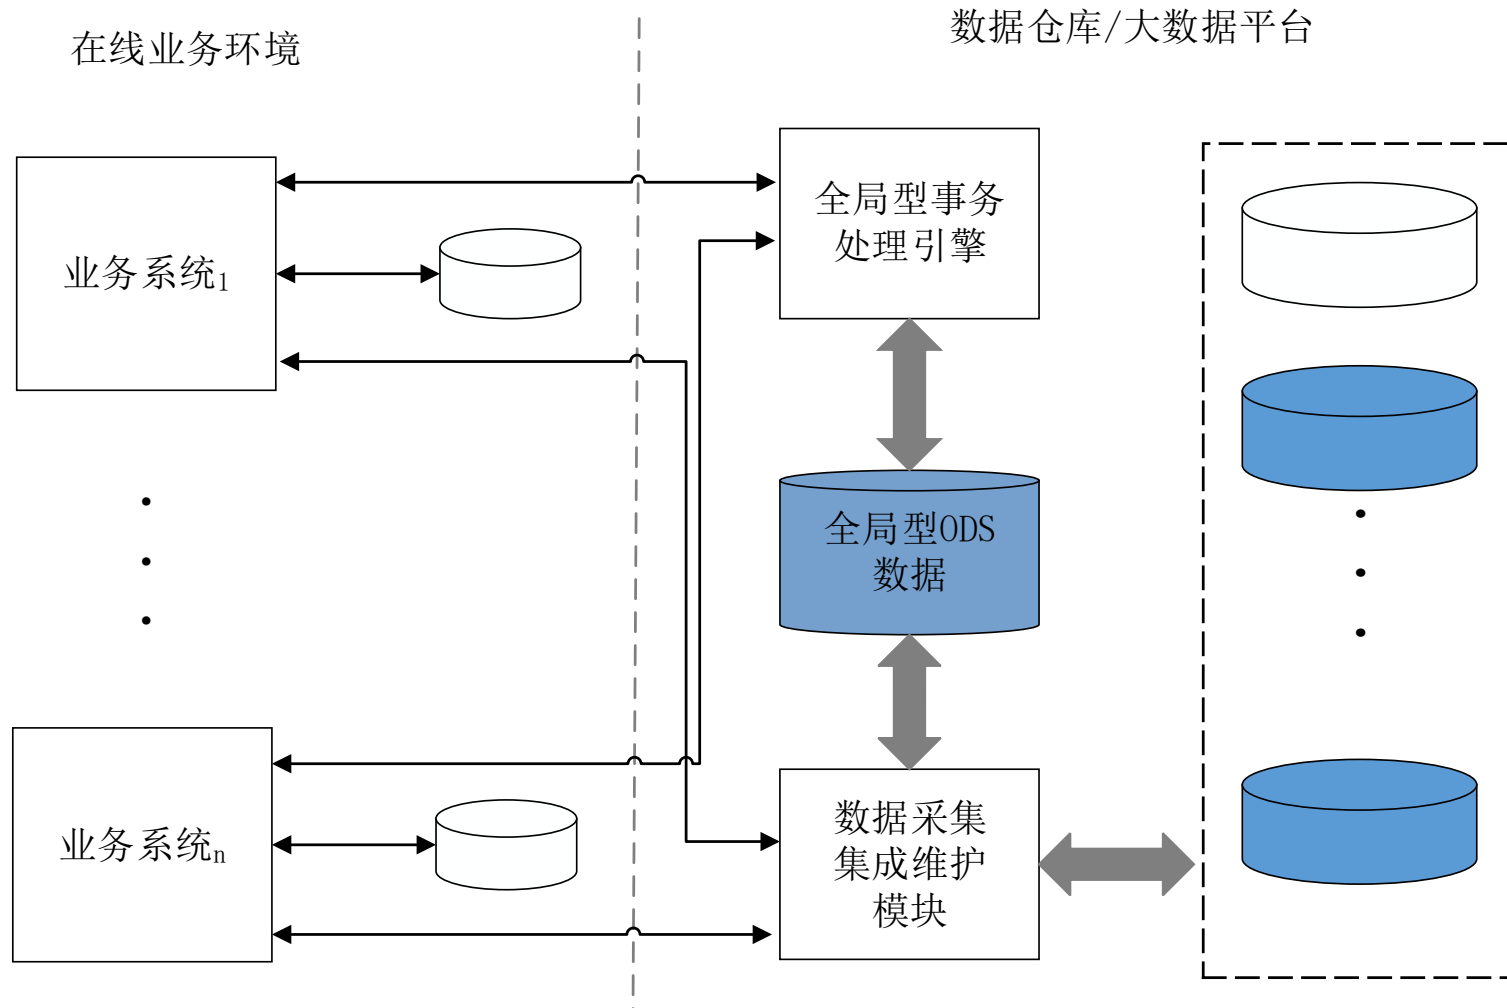 在线业务环境
数据仓库/大数据平台
业务系统1
全局型事务
处理引擎
全局型ODS
数据
业务系统n
数据采集
集成维护
模块